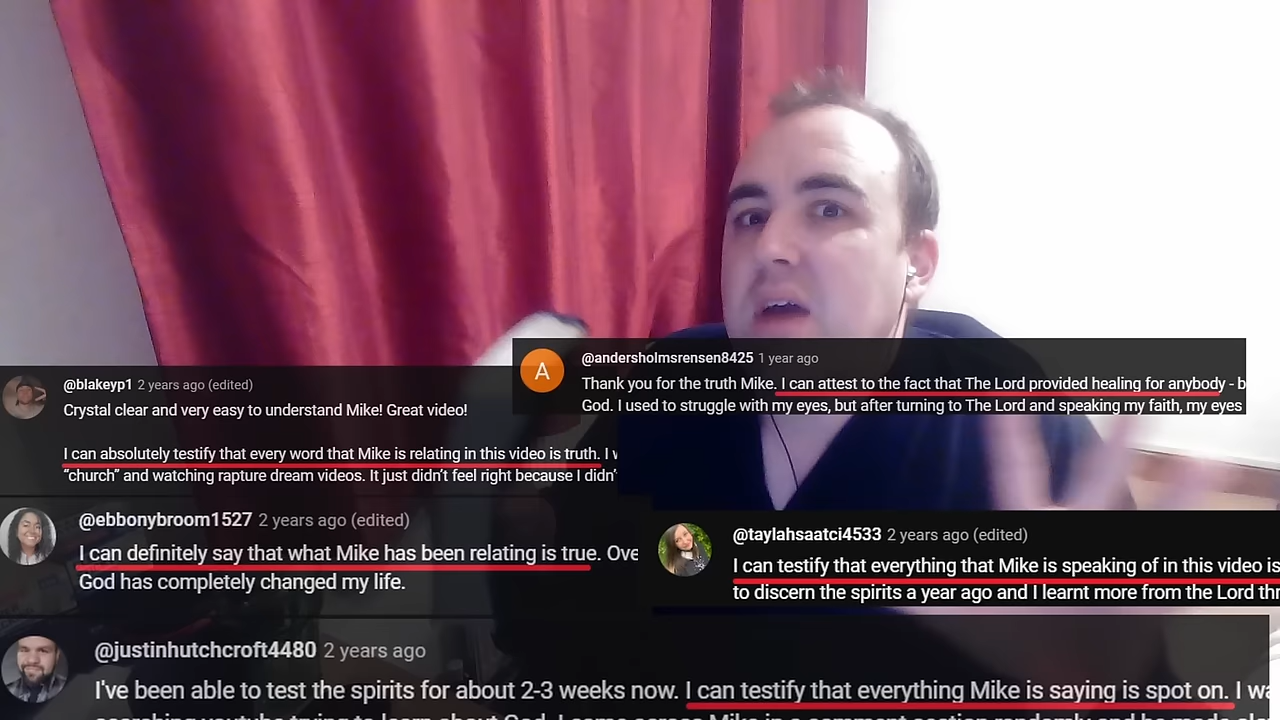 @andersholmsrensen8425 1 year ago
A
Thank you for the truth Mike. I can attest to the fact that The Lord provided healing for anybody - b
God. I used to struggle with my eyes, but after turning to The Lord and speaking my faith, my eyes
@blakeyp1 2 years ago (edited)
Crystal clear and very easy to understand Mike! Great video!
I can absolutely testify that every word that Mike is relating in this video is truth. I w
“church” and watching rapture dream videos. It just didn’t feel right because I didn’
@ebbonybroom1527 2 years ago (edited)
I can definitely say that what Mike has been relating is true. Ove
God has completely changed my life.
@taylahsaatci4533 2 years ago (edited)
I can testify that everything that Mike is speaking of in this video is
to discern the spirits a year ago and I learnt more from the Lord thr
@justinhutchcroft4480 2 years ago
I've been able to test the spirits for about 2-3 weeks now. I can testify that everything Mike is saying is spot on. I wa